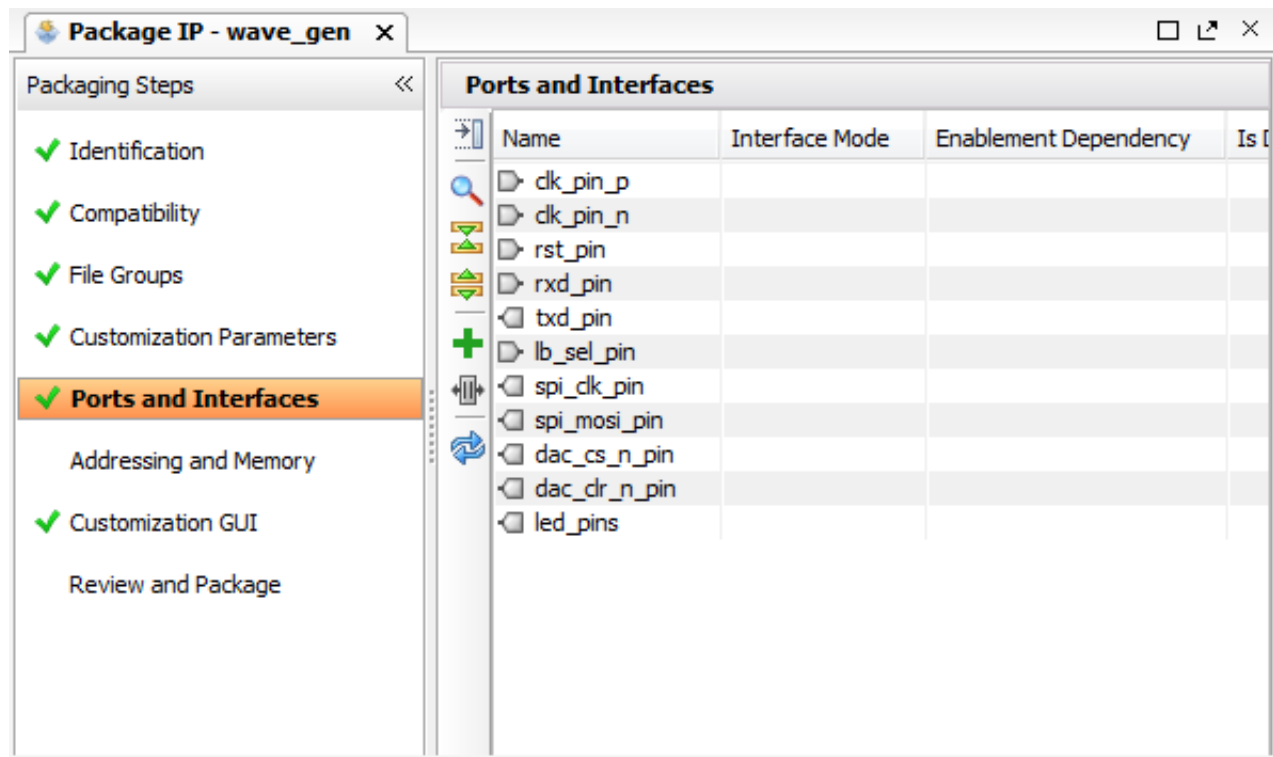 Package IP - wave_gen
Packaging Steps
Identification
Compatibility
File Groups
Customization Parameters
Ports and Interfaces
Addressing and Memory
Customization GUI
Review and Package
Ports and Interfaces
Name Interface Mode Enablement Dependency Is D
clk_pin_p
clk_pin_n
rst_pin
rxd_pin
txd_pin
lb_sel_pin
spi_clk_pin
spi_mosi_pin
dac_cs_n_pin
dac_clr_n_pin
led_pins